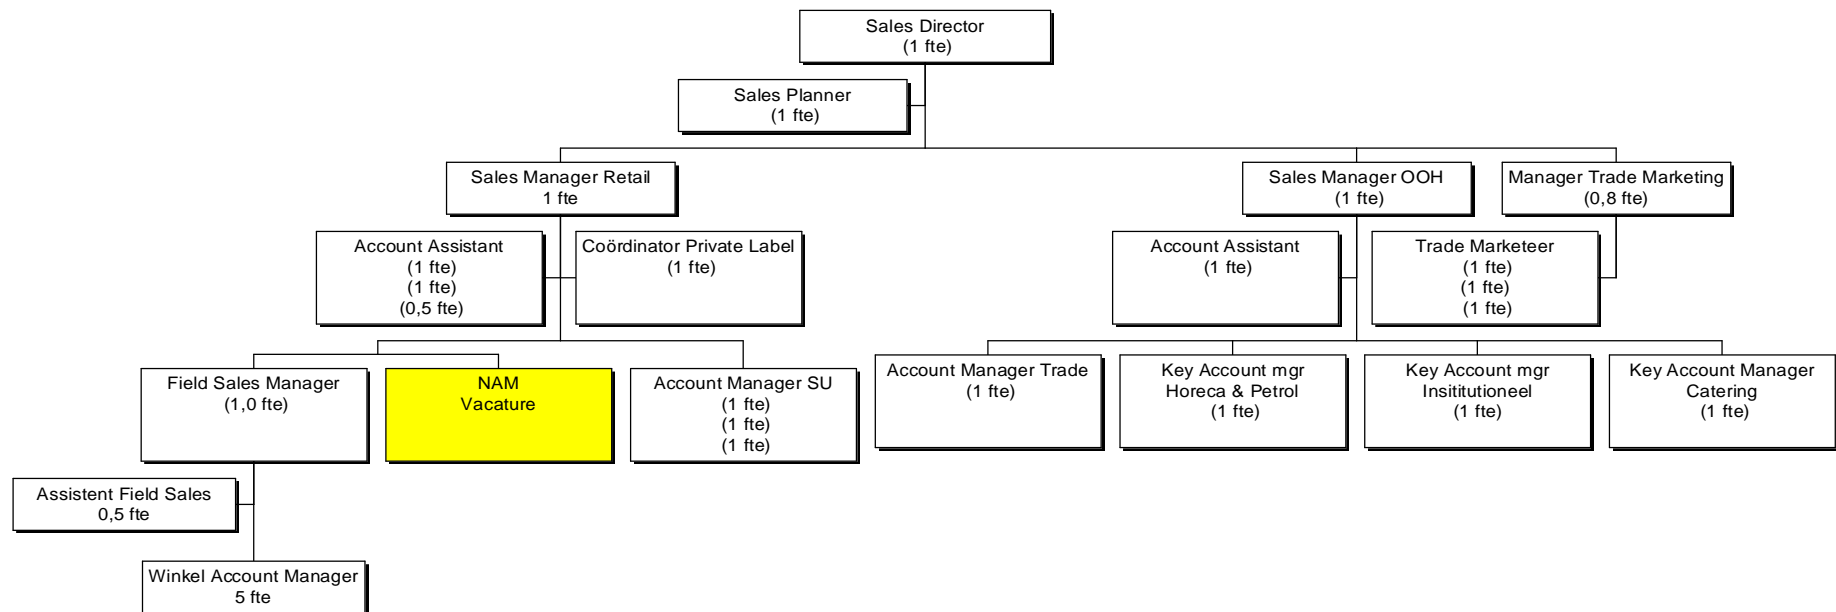 Sales Director
(1 fte)
Sales Planner
(1 fte)
Sales Manager Retail
1 fte
Sales Manager OOH
(1 fte)
Manager Trade Marketing
(0,8 fte)
Account Assistant
(1 fte)
(1 fte)
(0,5 fte)
Coördinator Private Label
(1 fte)
Account Assistant
(1 fte)
Trade Marketeer
(1 fte)
(1 fte)
(1 fte)
Field Sales Manager
(1,0 fte)
NAM
Vacature
Account Manager SU
(1 fte)
(1 fte)
(1 fte)
Account Manager Trade
(1 fte)
Key Account mgr
Horeca & Petrol
(1 fte)
Key Account mgr
Insititutioneel
(1 fte)
Key Account Manager
Catering
(1 fte)
Assistent Field Sales
0,5 fte
Winkel Account Manager
5 fte